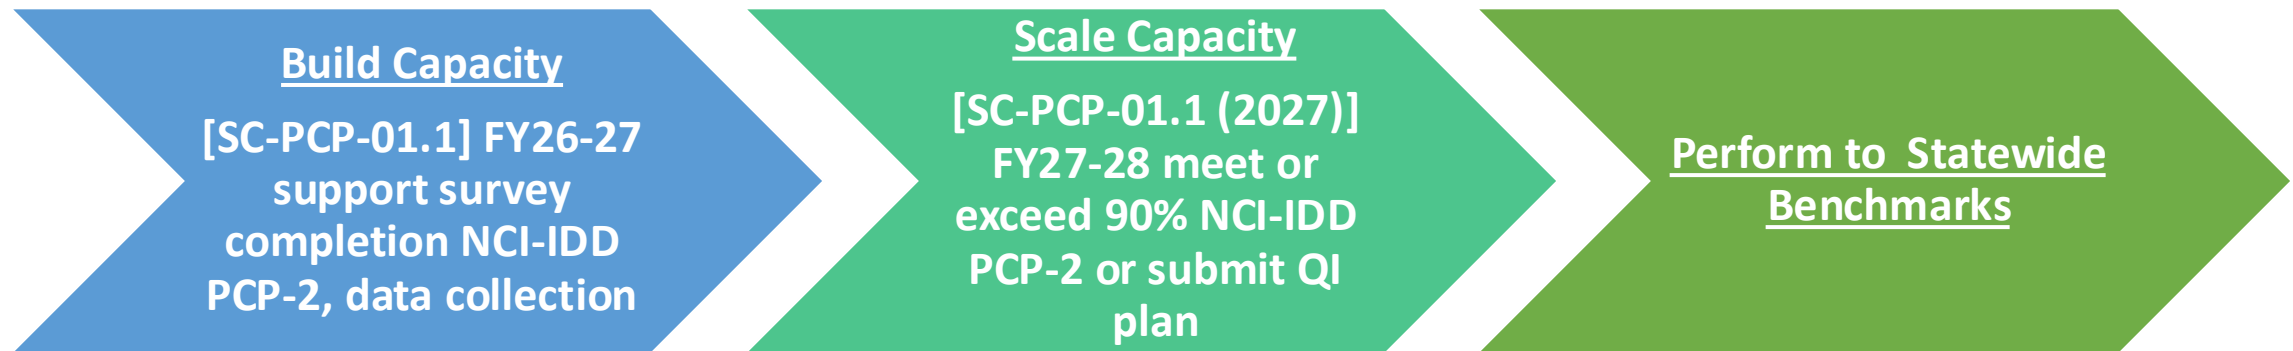 Build Capacity
[SC-PCP-01.1] FY26-27
support survey
completion NCI-IDD
PCP-2, data collection
Scale Capacity
[SC-PCP-01.1 (2027)]
FY27-28 meet or
exceed 90% NCI-IDD
PCP-2 or submit QI
plan
Perform to  Statewide
Benchmarks